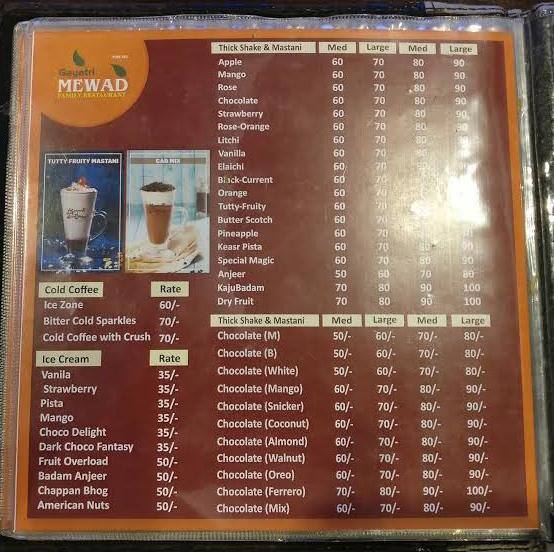 Gayatri
PURE VEG
MEWAD
FAMILY RESTAURANT
TUTTY FRUITY MASTANI
CAD MIX
Cold Coffee Rate
Ice Zone 60/-
Bitter Cold Sparkles 70/-
Cold Coffee with Crush 70/-
Ice Cream Rate
Vanila 35/-
Strawberry 35/-
Pista 35/-
Mango 35/-
Choco Delight 35/-
Dark Choco Fantasy 35/-
Fruit Overload 50/-
Badam Anjeer 50/-
Chappan Bhog 50/-
American Nuts 50/-
Thick Shake & Mastani Med Large Med Large
Apple 60 70 80 90
Mango 60 70 80 90
Rose 60 70 80 90
Chocolate 60 70 80 90
Strawberry 60 70 80 90
Rose-Orange 60 70 80 90
Litchi 60 70 80 90
Vanilla 60 70 80
Elaichi 60 70
Black-Current 60 70
Orange 60 70
Tutty-Fruity 60 70
Butter Scotch 60 70
Pineapple 60 70
Keasr Pista 60 70 80 90
Special Magic 60 70 80 90
Anjeer 50 60 70 80
KajuBadam 70 80 90 100
Dry Fruit 70 80 90 100
Thick Shake & Mastani Med Large Med Large
Chocolate (M) 50/- 60/- 70/- 80/-
Chocolate (B) 50/- 60/- 70/- 80/-
Chocolate (White) 50/- 60/- 70/- 80/-
Chocolate (Mango) 60/- 70/- 80/- 90/-
Chocolate (Snicker) 60/- 70/- 80/- 90/-
Chocolate (Coconut) 60/- 70/- 80/- 90/-
Chocolate (Almond) 60/- 70/- 80/- 90/-
Chocolate (Walnut) 60/- 70/- 80/- 90/-
Chocolate (Oreo) 60/- 70/- 80/- 90/-
Chocolate (Ferrero) 70/- 80/- 90/- 100/-
Chocolate (Mix) 60/- 70/- 80/- 90/-